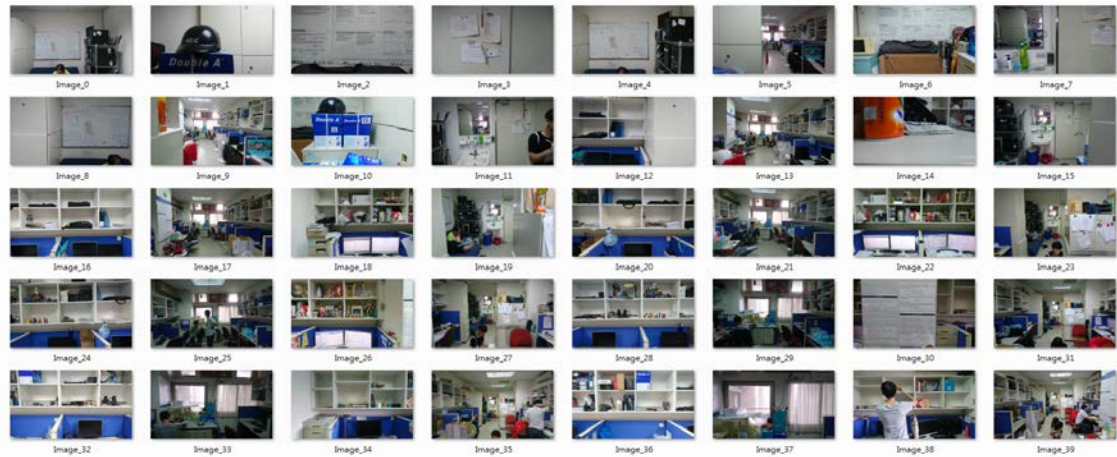 Image_0 Image_1 Image_2 Image_3 Image_4 Image_5 Image_6 Image_7
Double A
Image_8 Image_9 Image_10 Image_11 Image_12 Image_13 Image_14 Image_15
Image_16 Image_17 Image_18 Image_19 Image_20 Image_21 Image_22 Image_23
Image_24 Image_25 Image_26 Image_27 Image_28 Image_29 Image_30 Image_31
Image_32 Image_33 Image_34 Image_35 Image_36 Image_37 Image_38 Image_39